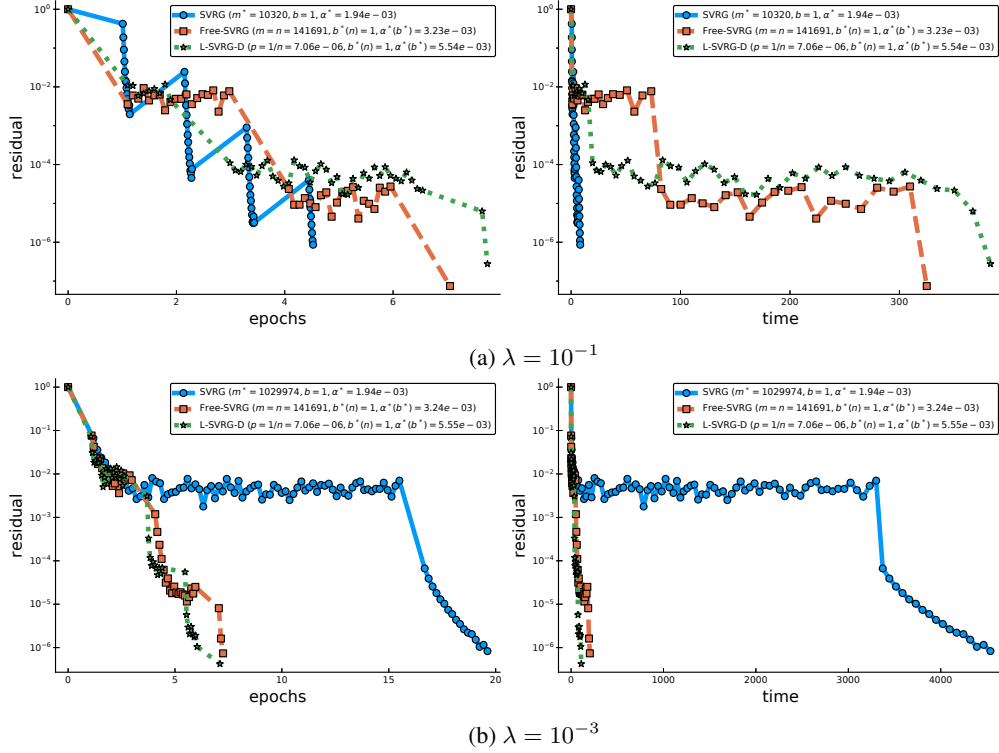 SVRG (m* = 10320, b = 1, α* = 1.94e − 03)
Free-SVRG (m = n = 141691, b*(n) = 1, α*(b*) = 3.23e − 03)
L-SVRG-D (p = 1/n = 7.06e − 06, b*(n) = 1, α*(b*) = 5.54e − 03)
residual
10⁰
10⁻²
10⁻⁴
10⁻⁶
0 2 4 6
epochs
SVRG (m* = 10320, b = 1, α* = 1.94e − 03)
Free-SVRG (m = n = 141691, b*(n) = 1, α*(b*) = 3.23e − 03)
L-SVRG-D (p = 1/n = 7.06e − 06, b*(n) = 1, α*(b*) = 5.54e − 03)
residual
10⁰
10⁻²
10⁻⁴
10⁻⁶
0 100 200 300
time
(a) λ = 10⁻¹
SVRG (m* = 1029974, b = 1, α* = 1.94e − 03)
Free-SVRG (m = n = 141691, b*(n) = 1, α*(b*) = 3.24e − 03)
L-SVRG-D (p = 1/n = 7.06e − 06, b*(n) = 1, α*(b*) = 5.55e − 03)
residual
10⁰
10⁻¹
10⁻²
10⁻³
10⁻⁴
10⁻⁵
10⁻⁶
0 5 10 15 20
epochs
SVRG (m* = 1029974, b = 1, α* = 1.94e − 03)
Free-SVRG (m = n = 141691, b*(n) = 1, α*(b*) = 3.24e − 03)
L-SVRG-D (p = 1/n = 7.06e − 06, b*(n) = 1, α*(b*) = 5.55e − 03)
residual
10⁰
10⁻¹
10⁻²
10⁻³
10⁻⁴
10⁻⁵
10⁻⁶
0 1000 2000 3000 4000
time
(b) λ = 10⁻³